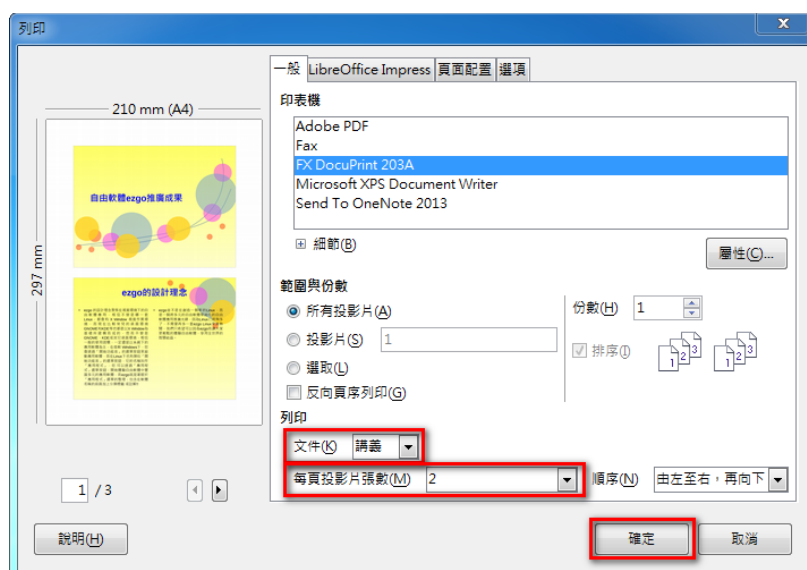 列印
x
一般 LibreOffice Impress 頁面配置 選項
210 mm (A4)
297 mm
自由軟體ezgo推廣成果
ezgo的設計理念
1 / 3
印表機
Adobe PDF
Fax
FX DocuPrint 203A
Microsoft XPS Document Writer
Send To OneNote 2013
細節(B)
屬性(C)...
範圍與份數
所有投影片(A)
投影片(S) 1
選取(L)
反向頁序列印(G)
份數(H) 1
排序(I) 1 2 3 1 2 3
列印
文件(K) 講義
每頁投影片張數(M) 2 順序(N) 由左至右，再向下
說明(H) 確定 取消